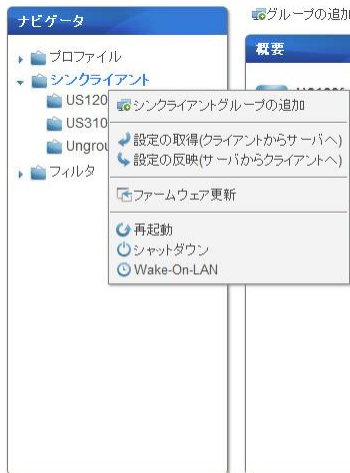 ナビゲータ
グループの追加
概要
プロファイル
シンクライアント
US120
US310
Ungrou
フィルタ
シンクライアントグループの追加
設定の取得(クライアントからサーバへ)
設定の反映(サーバからクライアントへ)
ファームウェア更新
再起動
シャットダウン
Wake-On-LAN